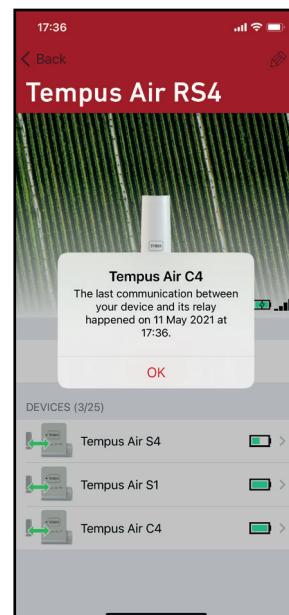 17:36
Back
Tempus Air RS4
TORO
Tempus Air C4
The last communication between
your device and its relay
happened on 11 May 2021 at
17:36.
OK
DEVICES (3/25)
Tempus Air S4
Tempus Air S1
Tempus Air C4